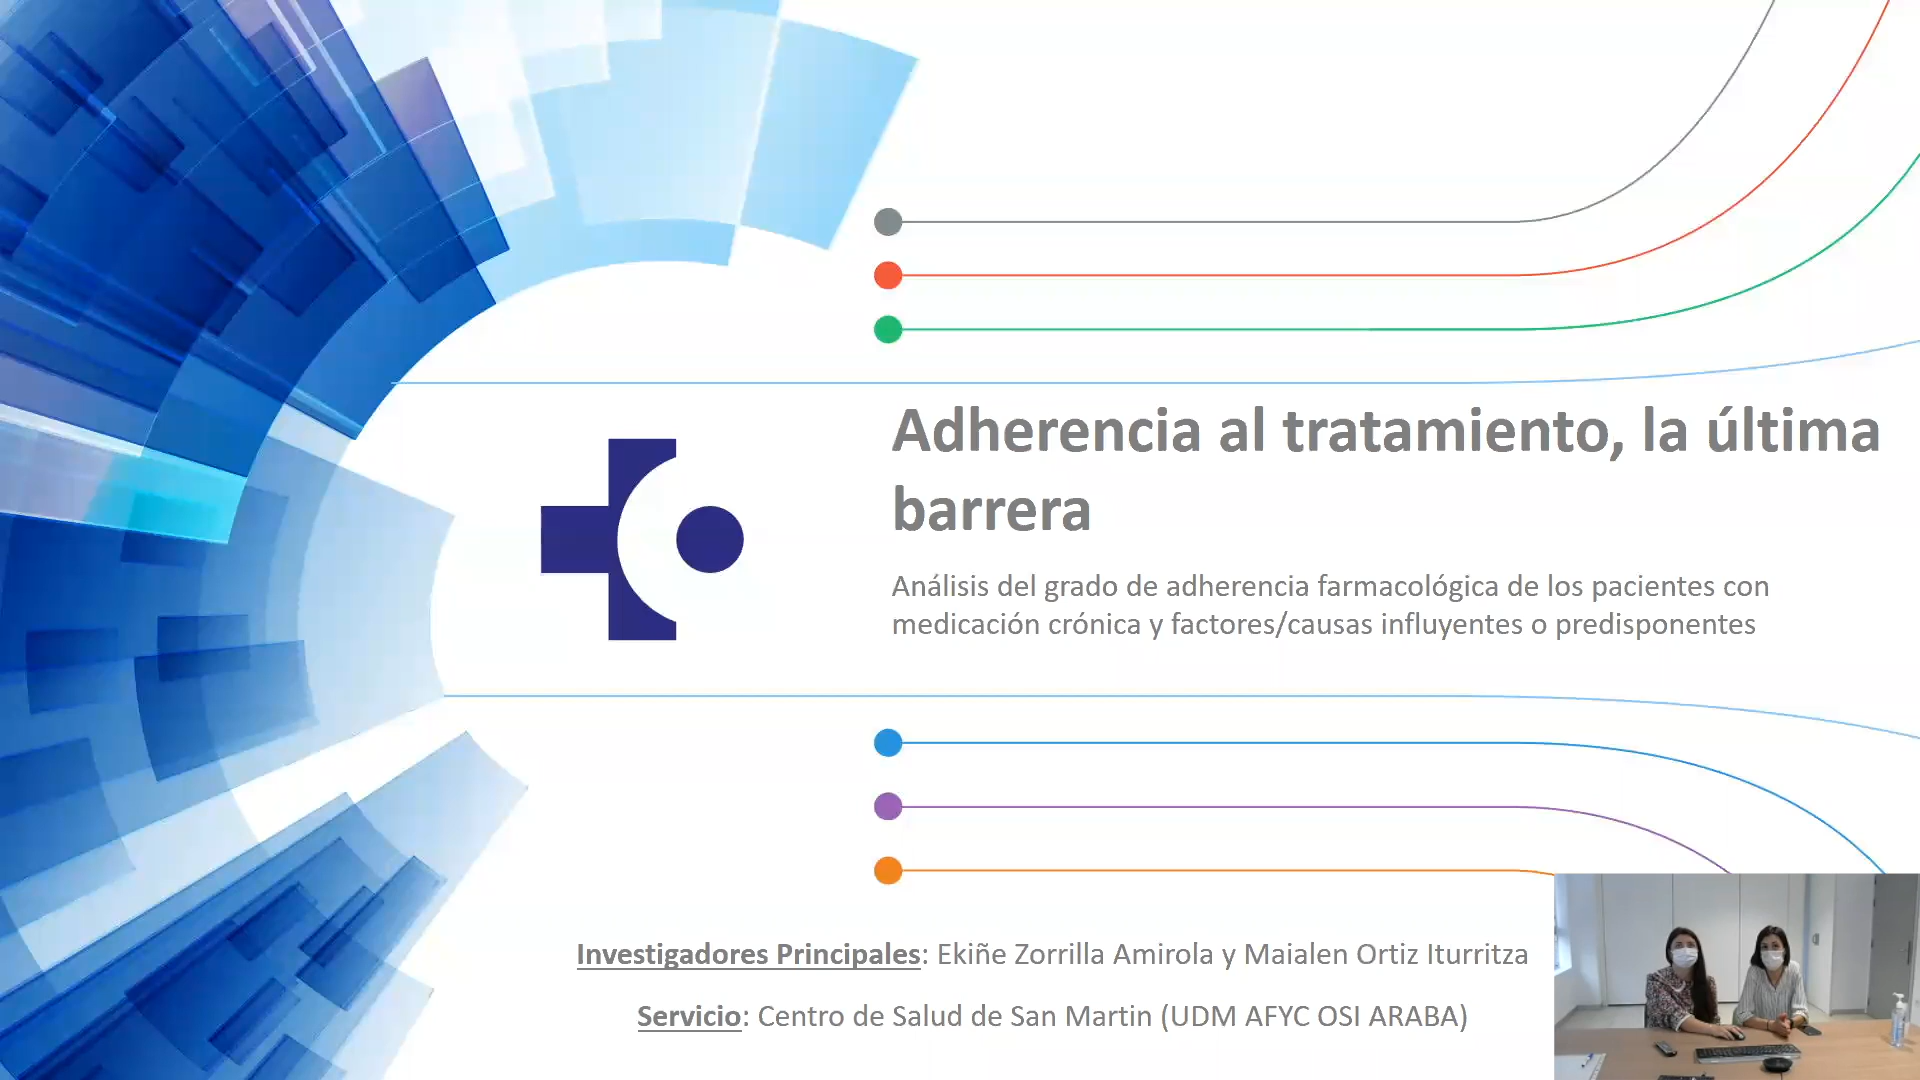 Adherencia al tratamiento, la última
barrera
Análisis del grado de adherencia farmacológica de los pacientes con
medicación crónica y factores/causas influyentes o predisponentes
Investigadores Principales: Ekiñe Zorrilla Amirola y Maialen Ortiz Iturritza
Servicio: Centro de Salud de San Martin (UDM AFYC OSI ARABA)